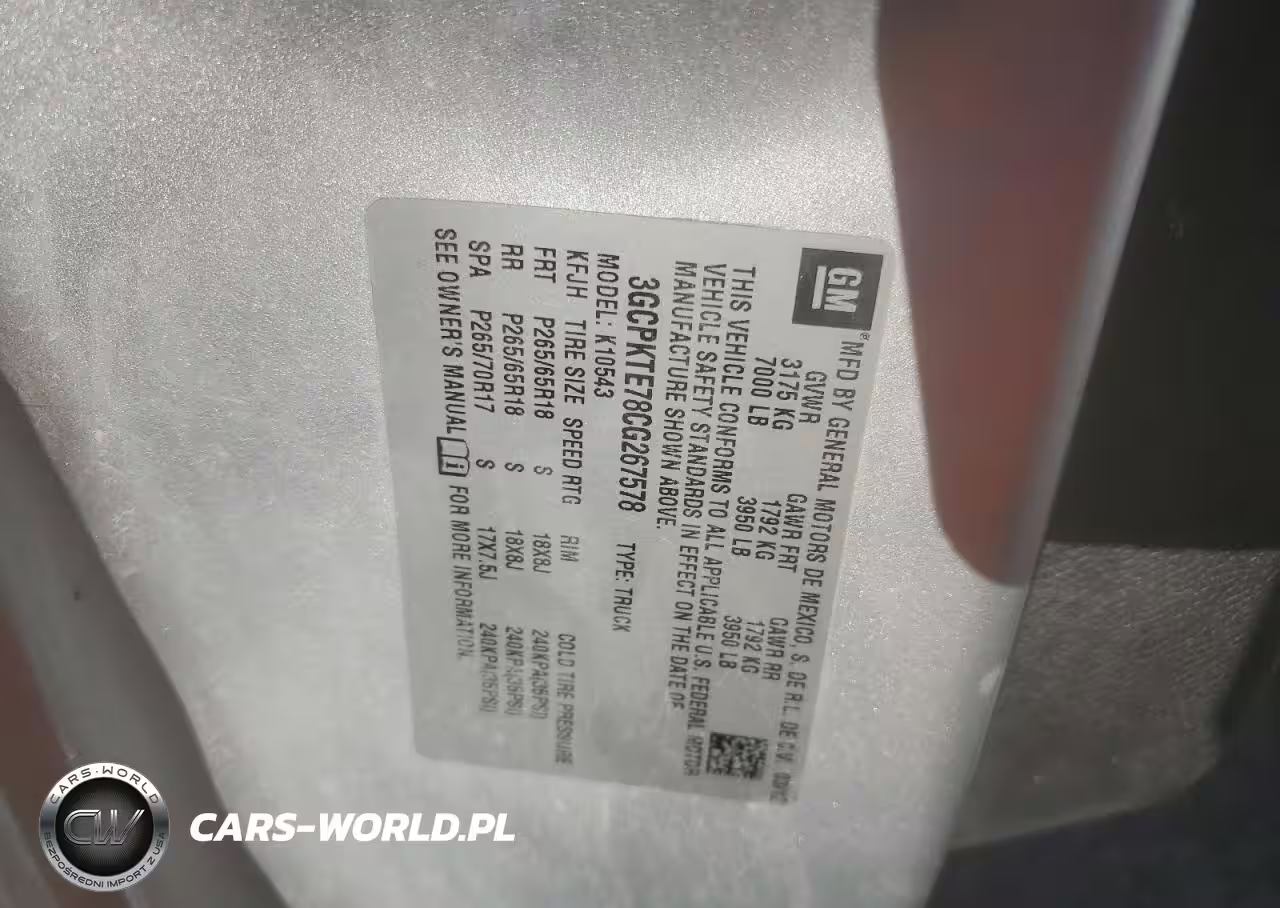 GM
®MFD BY GENERAL MOTORS DE MEXICO, S. DE R.L. DE C.V.
GVWR GAWR FRT GAWR RR
3175 KG 1792 KG 1792 KG
7000 LB 3950 LB 3950 LB
THIS VEHICLE CONFORMS TO ALL APPLICABLE U.S. FEDERAL MOTOR
VEHICLE SAFETY STANDARDS IN EFFECT ON THE DATE OF
MANUFACTURE SHOWN ABOVE.
3GCPKTE78CG267578 TYPE: TRUCK
MODEL: K10543
KFJH TIRE SIZE SPEED RTG RIM COLD TIRE PRESSURE
FRT P265/65R18 S 18X8J 240KPA(35PSI)
RR P265/65R18 S 18X8J 240KPA(35PSI)
SPA P265/70R17 S 17X7.5J 240KPA(35PSI)
SEE OWNER'S MANUAL i FOR MORE INFORMATION.
CARS-WORLD
CW
BEZPOŚREDNI IMPORT Z USA
CARS-WORLD.PL